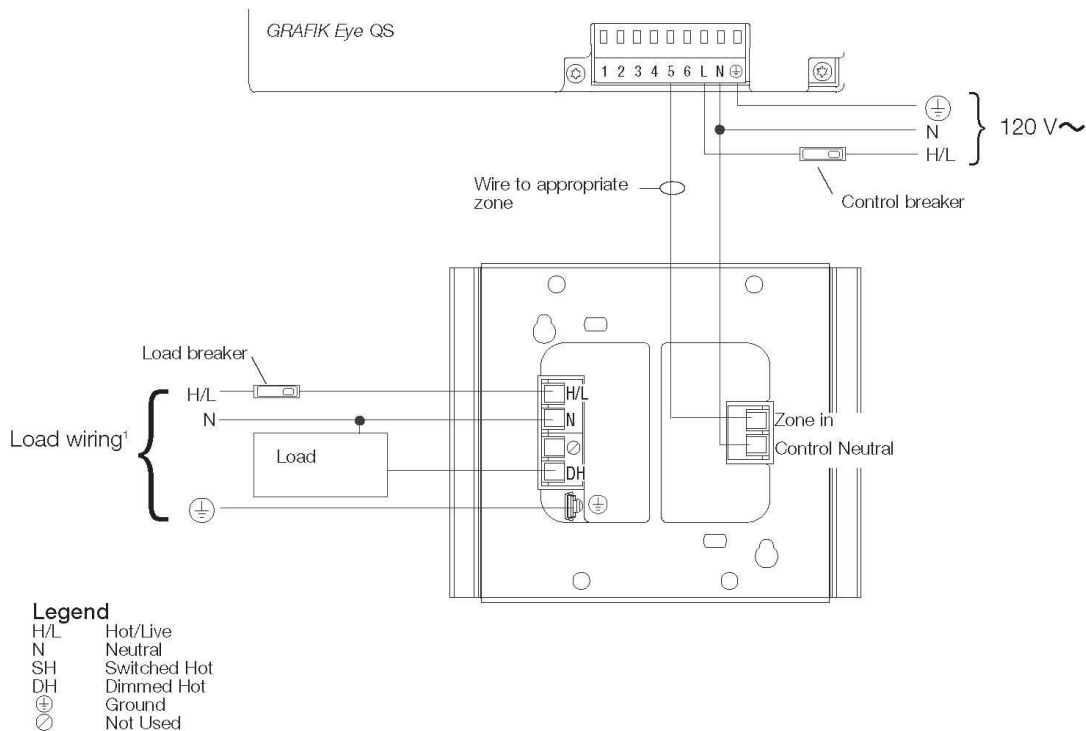 GRAFIK Eye QS
1 2 3 4 5 6 L N ⏚
⏚
N
H/L
120 V~
Wire to appropriate
zone
Control breaker
Load breaker
H/L
N
Load wiring¹
Load
⏚
H/L
N
⊘
DH
⏚
Zone in
Control Neutral
Legend
H/L Hot/Live
N Neutral
SH Switched Hot
DH Dimmed Hot
⏚ Ground
⊘ Not Used